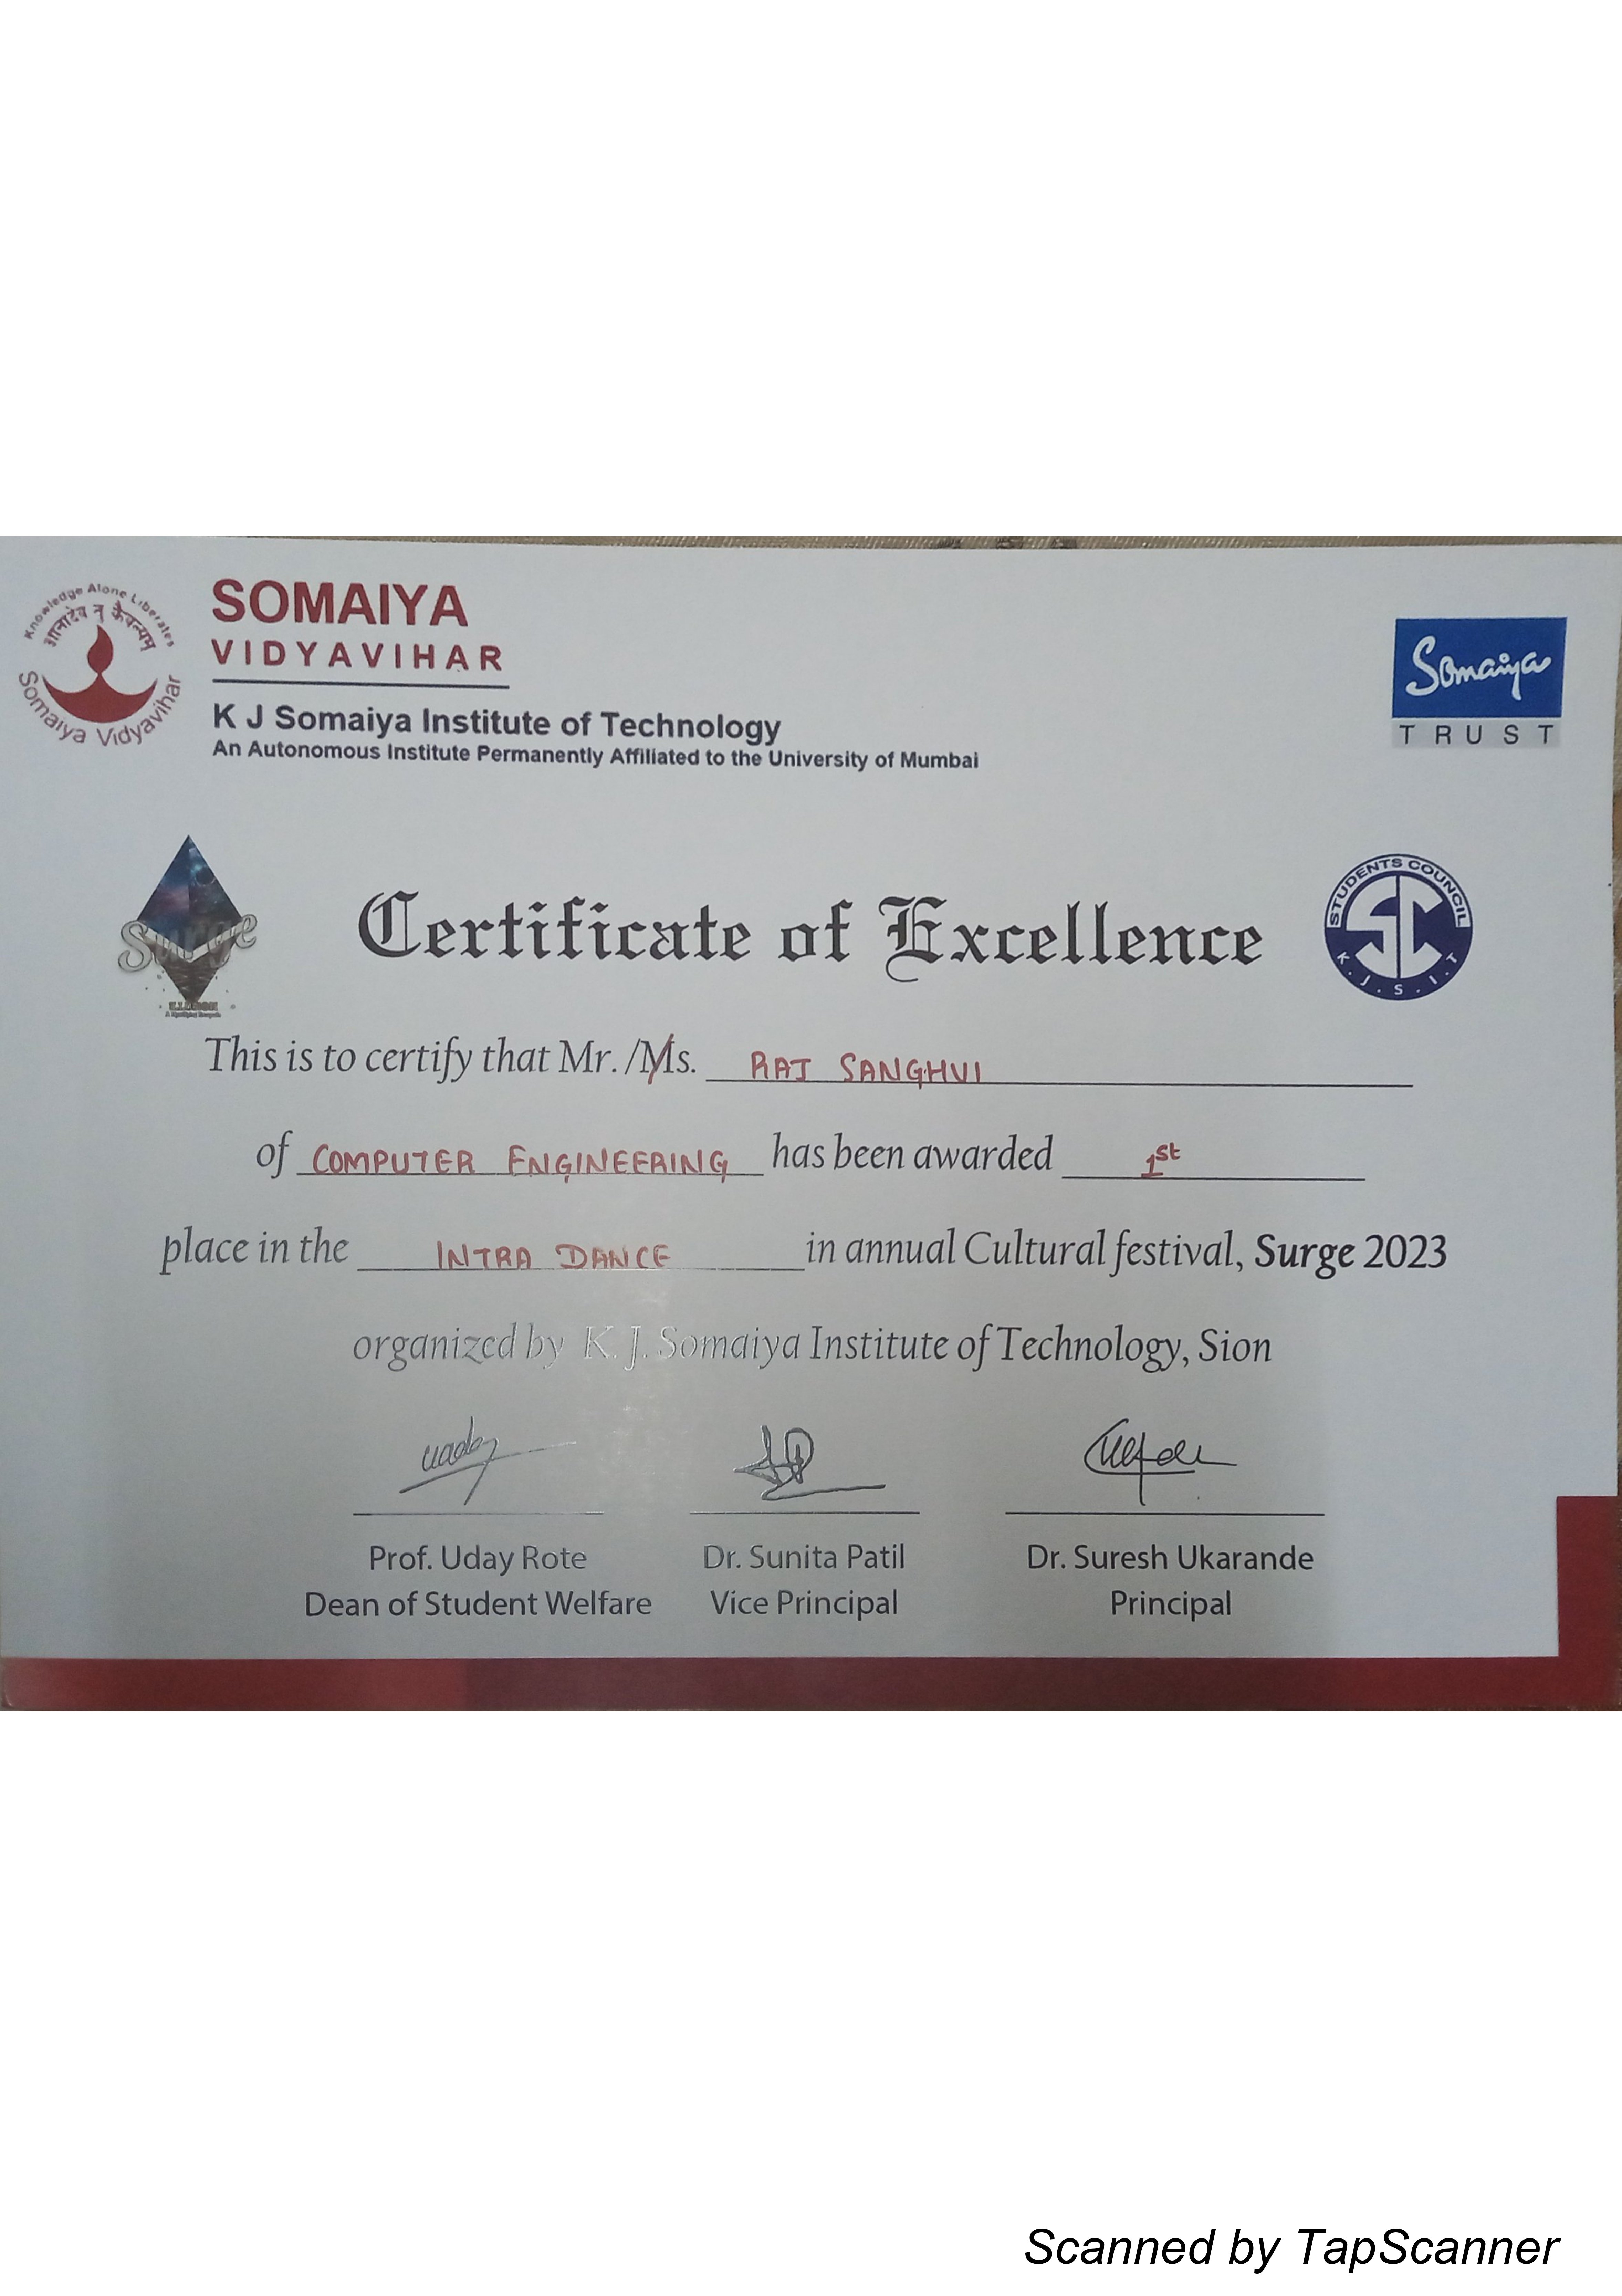 Knowledge Alone Liberates
ज्ञानादेव तु कैवल्यम
Somaiya Vidyavihar
SOMAIYA
VIDYAVIHAR
K J Somaiya Institute of Technology
An Autonomous Institute Permanently Affiliated to the University of Mumbai
Somaiya
TRUST
Surge
Certificate of Excellence
STUDENTS COUNCIL
SC
K.J.S.I.T
This is to certify that Mr. /Ms. RAJ SANGHVI
of COMPUTER ENGINEERING has been awarded 1st
place in the INTRA DANCE in annual Cultural festival, Surge 2023
organized by K. J. Somaiya Institute of Technology, Sion
Prof. Uday Rote Dr. Sunita Patil Dr. Suresh Ukarande
Dean of Student Welfare Vice Principal Principal
Scanned by TapScanner